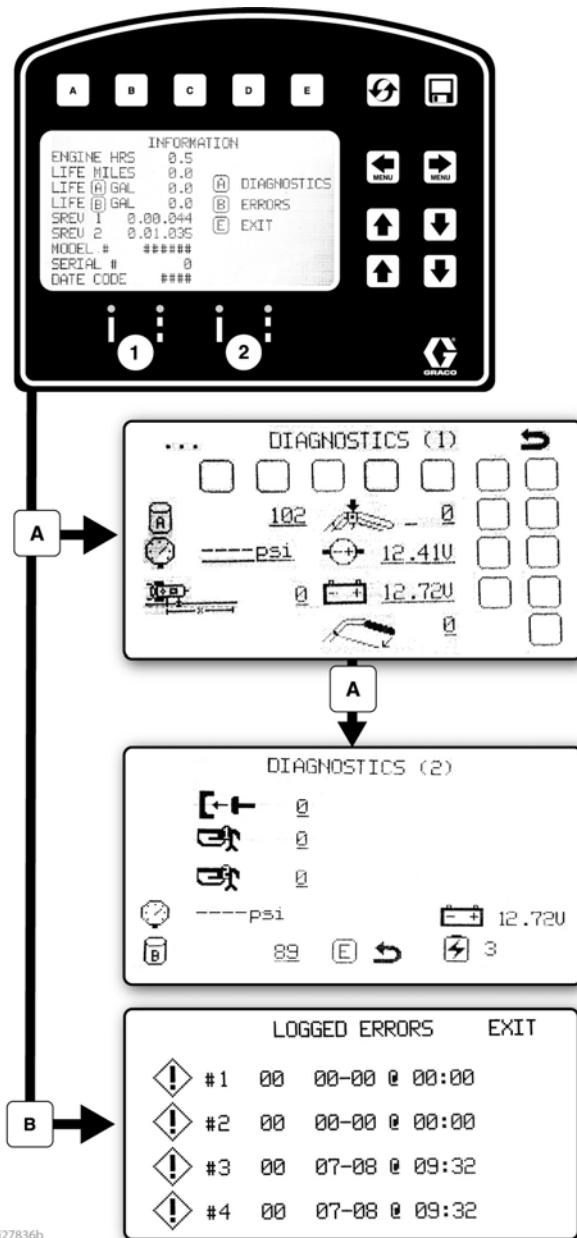 A B C D E
INFORMATION
ENGINE HRS 0.5
LIFE MILES 0.0
LIFE A GAL 0.0
LIFE B GAL 0.0
SREV 1 0.00.044
SREV 2 0.01.035
MODEL # ######
SERIAL # 0
DATE CODE ####
A DIAGNOSTICS
B ERRORS
E EXIT
MENU MENU
1 2
GRACO
DIAGNOSTICS (1)
A 102 0
----psi 12.41V
0 12.72V
0
A
A
DIAGNOSTICS (2)
0
1 0
2 0
----psi 12.72V
B 89 E 3
LOGGED ERRORS EXIT
#1 00 00-00 @ 00:00
#2 00 00-00 @ 00:00
#3 00 07-08 @ 09:32
#4 00 07-08 @ 09:32
B
27836b